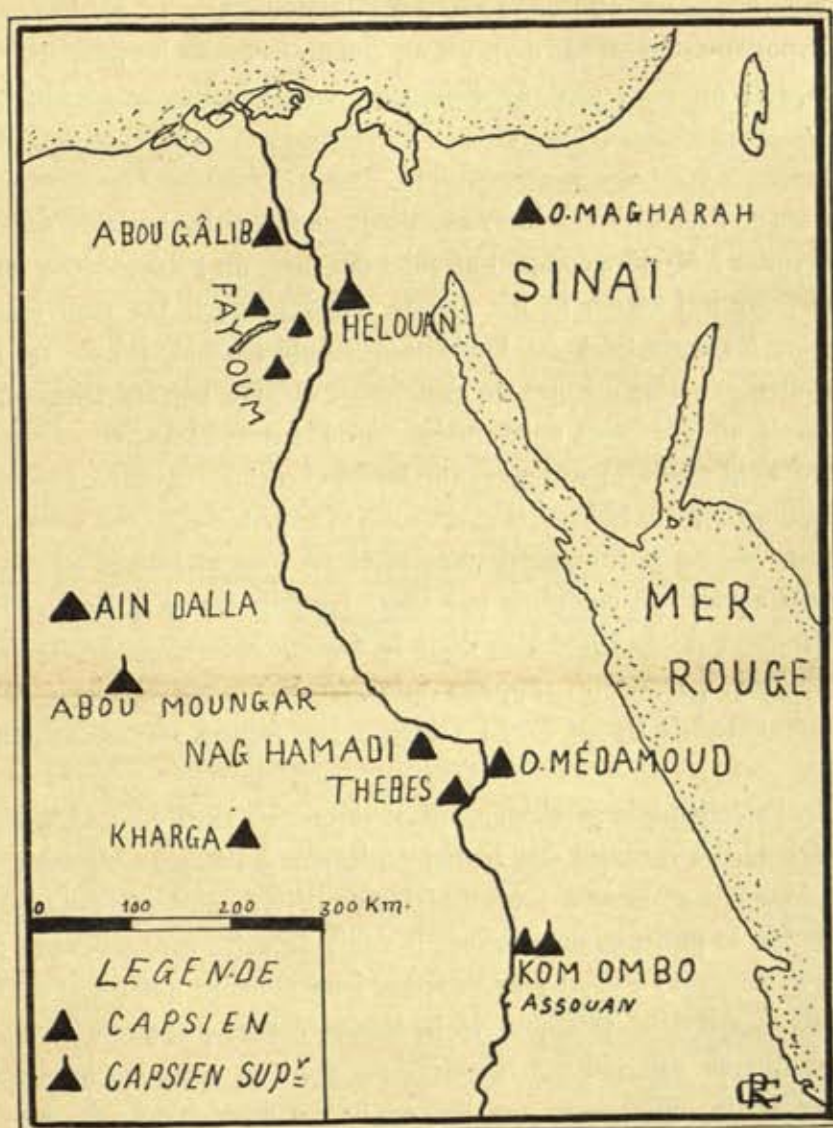 ABOU GÂLIB
O. MAGHARAH
SINAÏ
FAYOUM
HELOUAN
AIN DALLA
MER
ROUGE
ABOU MOUNGAR
NAG HAMADI
O. MÉDAMOUD
THEBES
KHARGA
0 100 200 300 Km.
KOM OMBO
ASSOUAN
LEGENDE
CAPSIEN
CAPSIEN SUPʳ